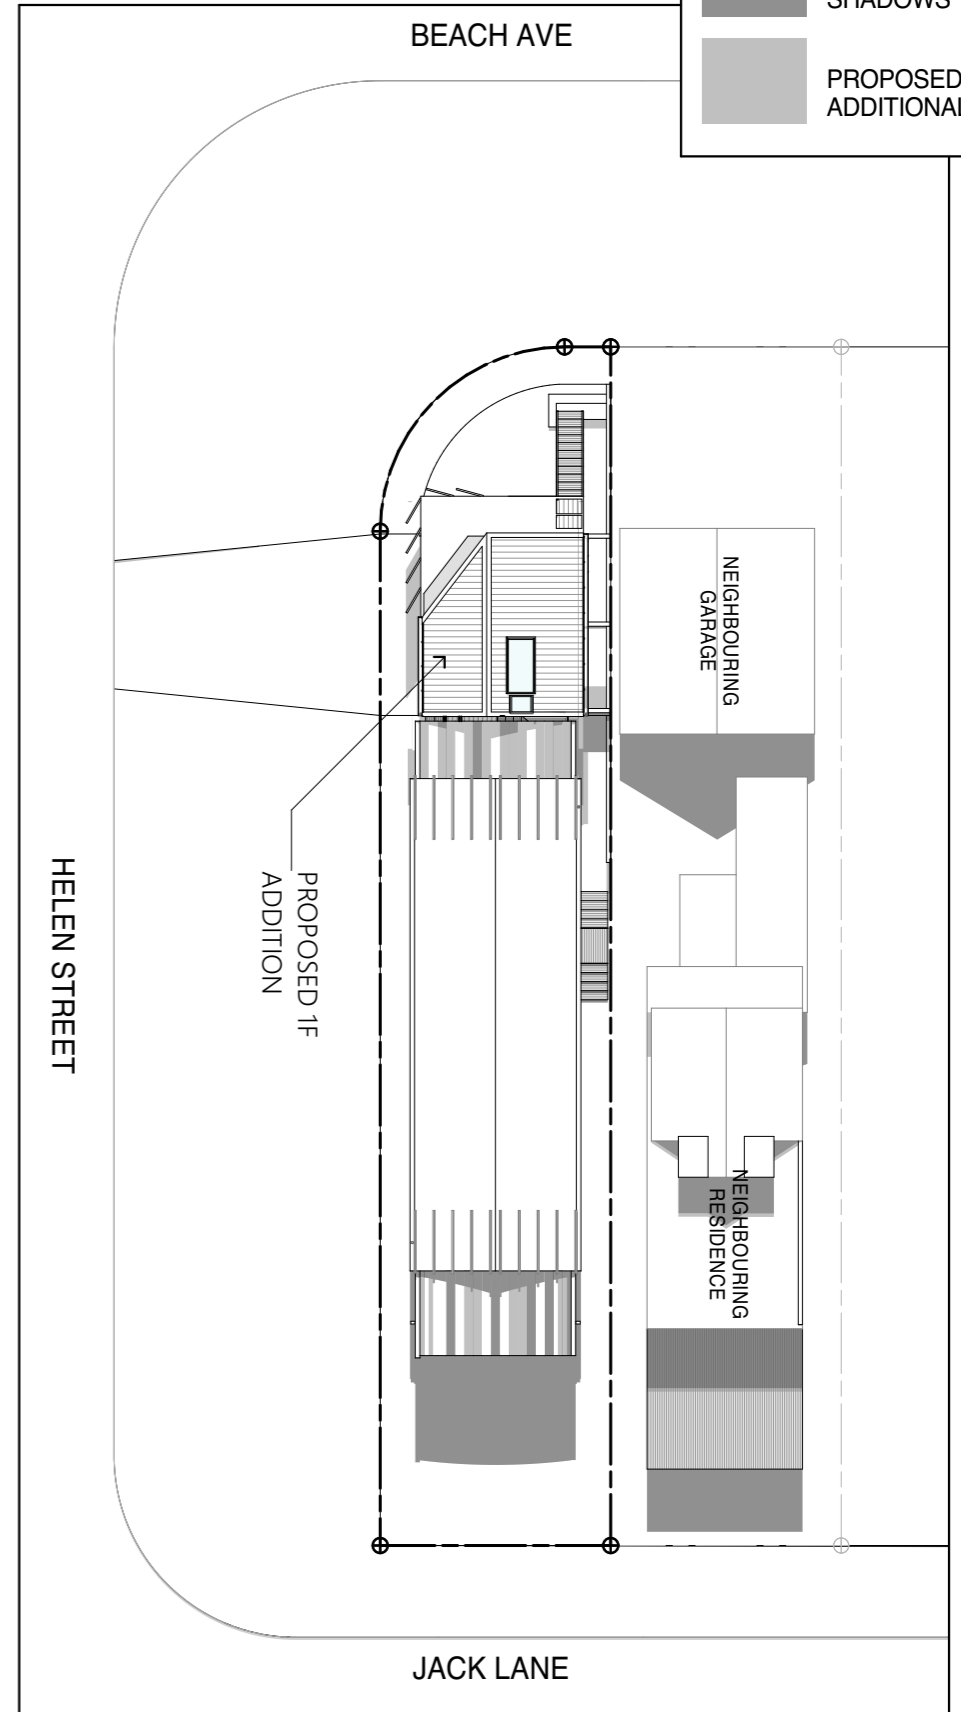 SHADOWS
BEACH AVE
PROPOSED
ADDITIONAL
NEIGHBOURING
GARAGE
PROPOSED 1F
ADDITION
HELEN STREET
NEIGHBOURING
RESIDENCE
JACK LANE